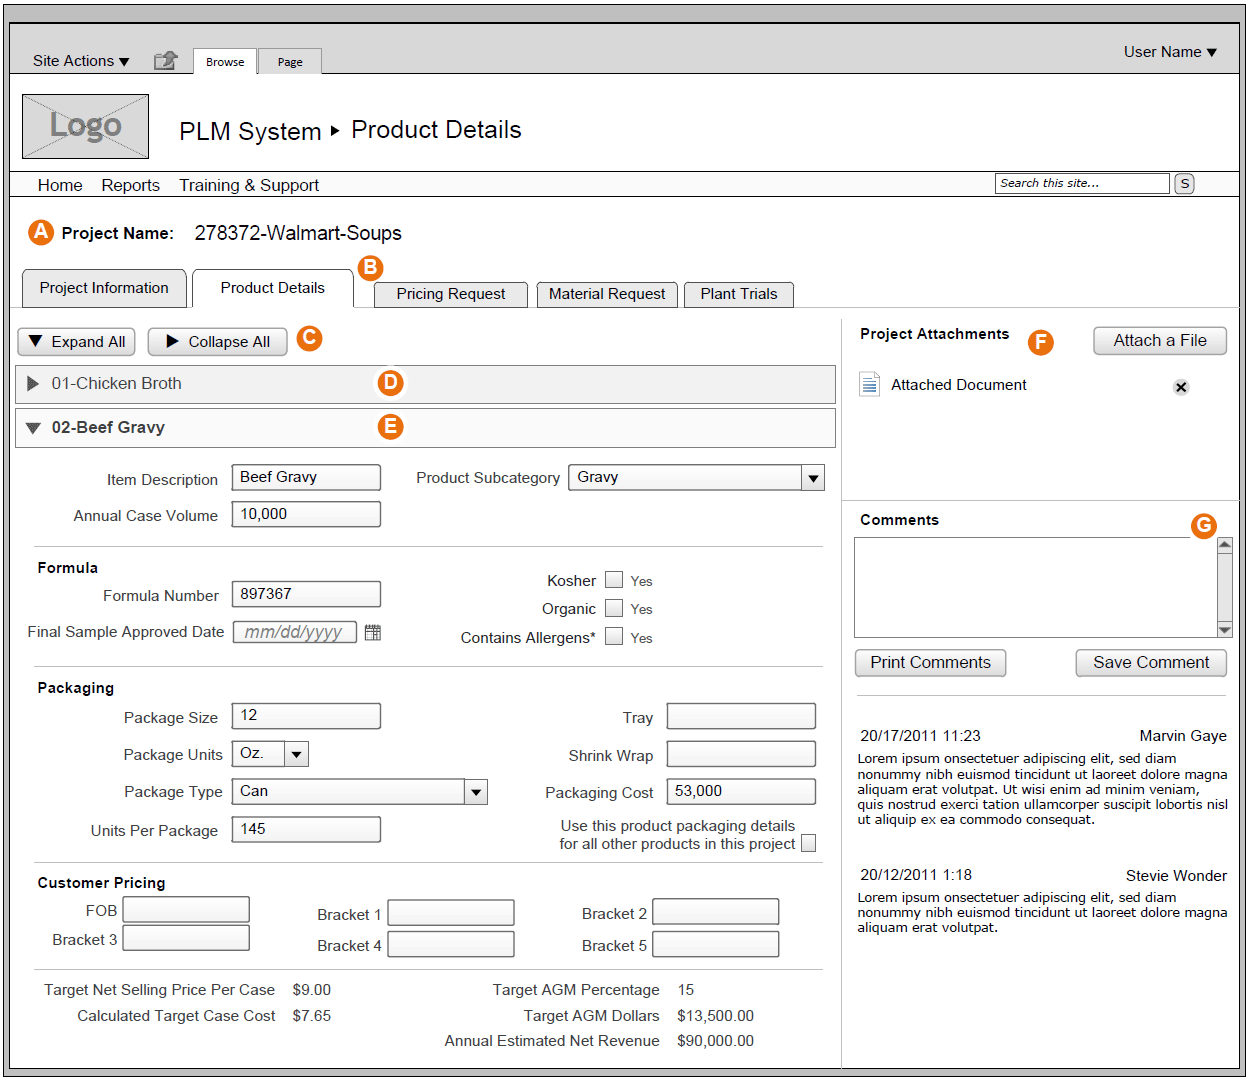 Site Actions ▼
Browse
Page
User Name ▼
Logo
PLM System ▸ Product Details
Home Reports Training & Support
Search this site...
S
A Project Name: 278372-Walmart-Soups
Project Information
Product Details
B
Pricing Request
Material Request
Plant Trials
▼ Expand All
▶ Collapse All
C
01-Chicken Broth D
02-Beef Gravy E
Item Description Beef Gravy
Product Subcategory Gravy
Annual Case Volume 10,000
Formula
Formula Number 897367
Final Sample Approved Date mm/dd/yyyy
Kosher Yes
Organic Yes
Contains Allergens* Yes
Packaging
Package Size 12
Package Units Oz.
Package Type Can
Units Per Package 145
Tray
Shrink Wrap
Packaging Cost 53,000
Use this product packaging details
for all other products in this project
Customer Pricing
FOB
Bracket 1
Bracket 2
Bracket 3
Bracket 4
Bracket 5
Target Net Selling Price Per Case $9.00
Calculated Target Case Cost $7.65
Target AGM Percentage 15
Target AGM Dollars $13,500.00
Annual Estimated Net Revenue $90,000.00
Project Attachments F
Attach a File
Attached Document
Comments G
Print Comments
Save Comment
20/17/2011 11:23 Marvin Gaye
Lorem ipsum onsectetuer adipiscing elit, sed diam
nonummy nibh euismod tincidunt ut laoreet dolore magna
aliquam erat volutpat. Ut wisi enim ad minim veniam,
quis nostrud exerci tation ullamcorper suscipit lobortis nisl
ut aliquip ex ea commodo consequat.
20/12/2011 1:18 Stevie Wonder
Lorem ipsum onsectetuer adipiscing elit, sed diam
nonummy nibh euismod tincidunt ut laoreet dolore magna
aliquam erat volutpat.